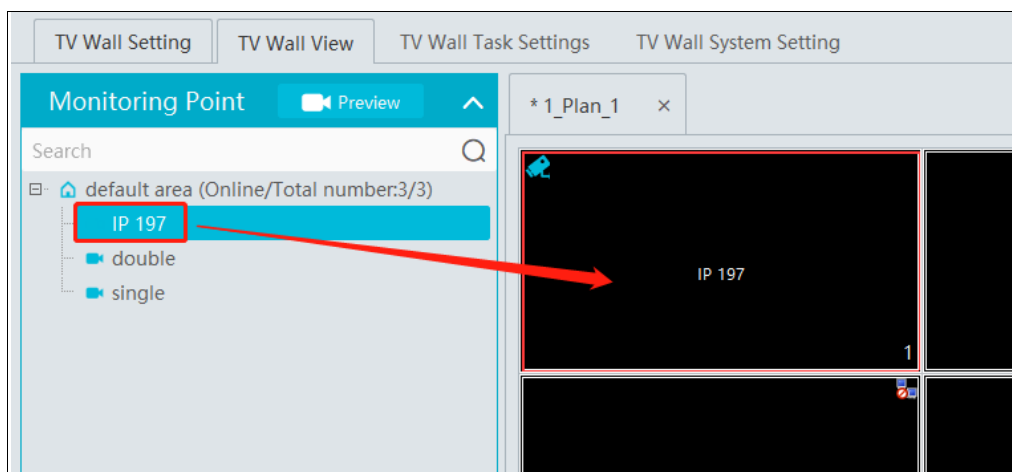 TV Wall Setting TV Wall View TV Wall Task Settings TV Wall System Setting
Monitoring Point Preview
* 1_Plan_1 ×
Search
default area (Online/Total number:3/3)
IP 197
double
single
IP 197
1